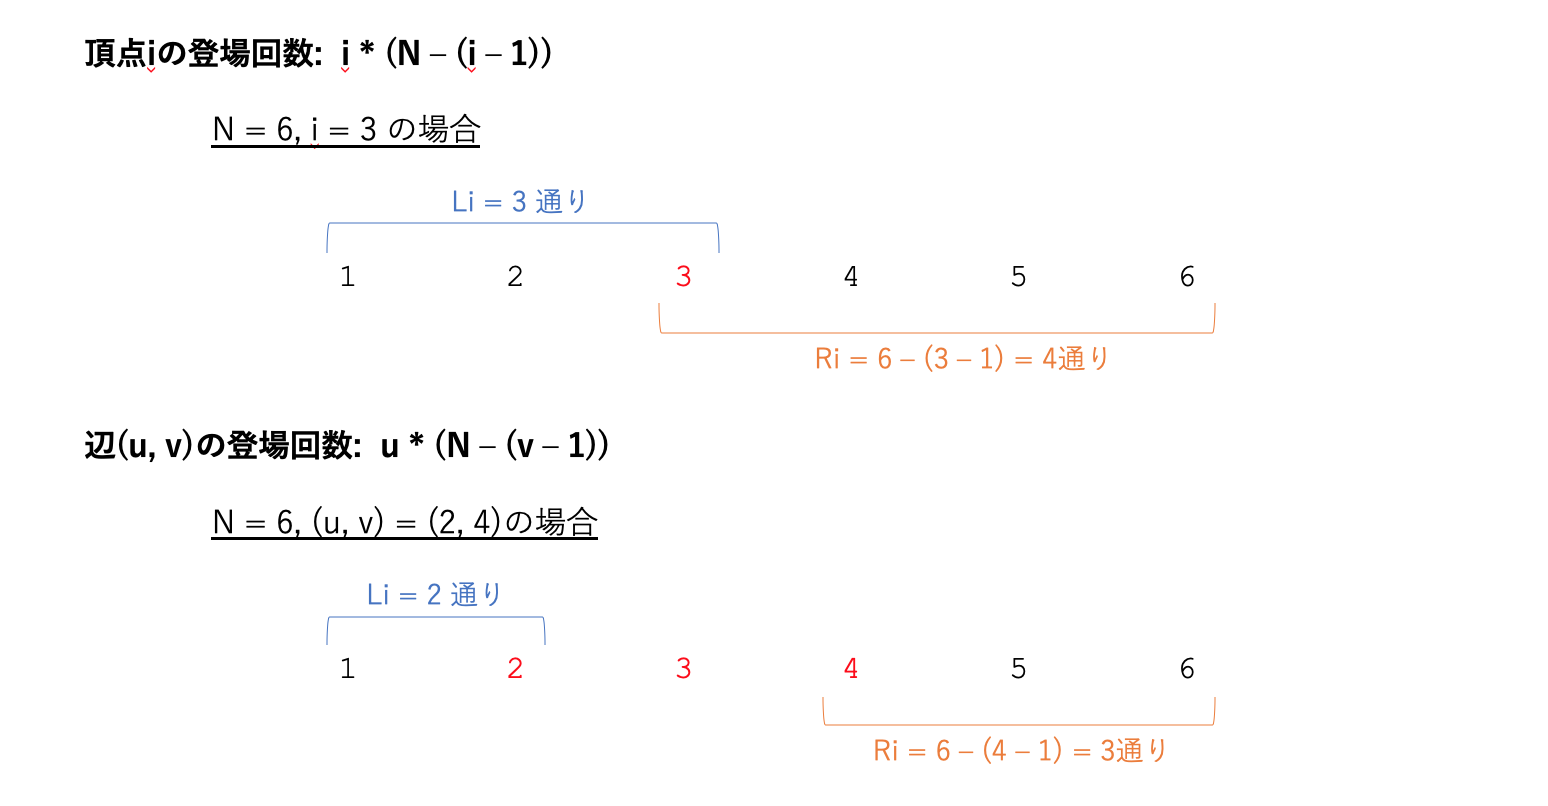 頂点iの登場回数: i * (N – (i – 1))
N = 6, i = 3 の場合
Li = 3 通り
1 2 3 4 5 6
Ri = 6 – (3 – 1) = 4通り
辺(u, v)の登場回数: u * (N – (v – 1))
N = 6, (u, v) = (2, 4)の場合
Li = 2 通り
1 2 3 4 5 6
Ri = 6 – (4 – 1) = 3通り